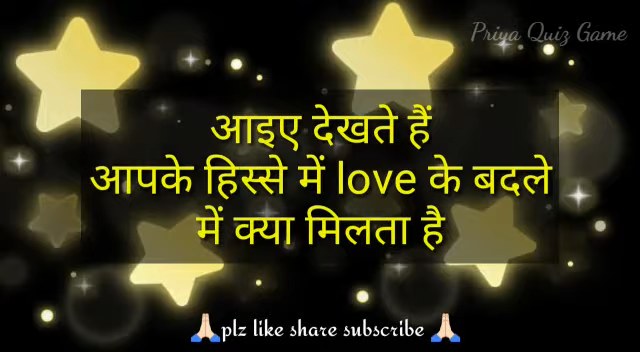 Priya Quiz Game
आइए देखते हैं
आपके हिस्से में love के बदले
में क्या मिलता है
🙏🏻plz like share subscribe 🙏🏻